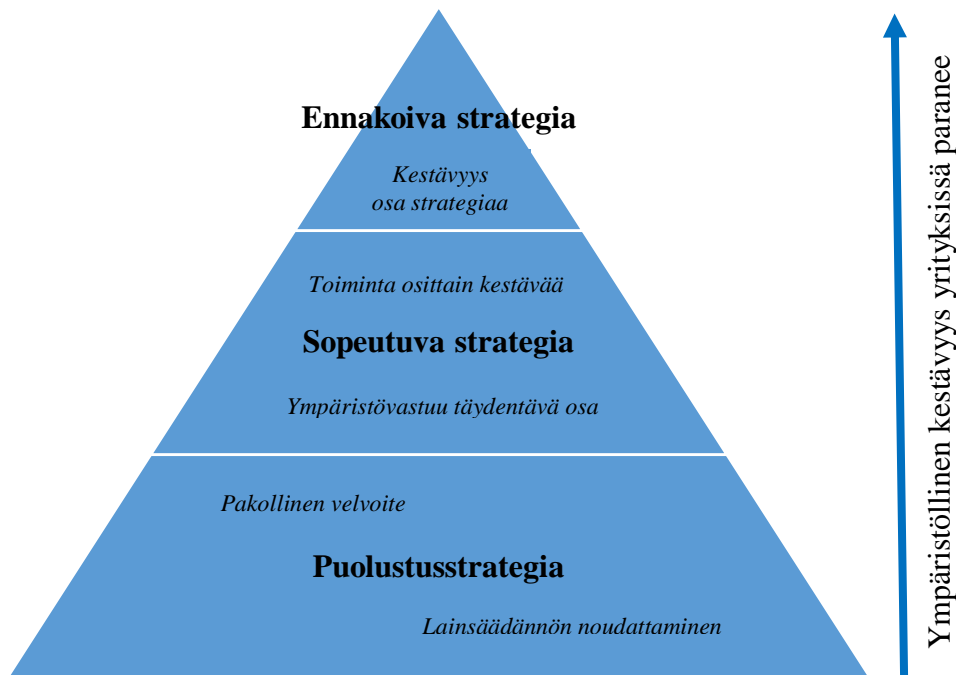 Ennakoiva strategia
Kestävyys
osa strategiaa
Toiminta osittain kestävää
Sopeutuva strategia
Ympäristövastuu täydentävä osa
Pakollinen velvoite
Puolustusstrategia
Lainsäädännön noudattaminen
Ympäristöllinen kestävyys yrityksissä paranee